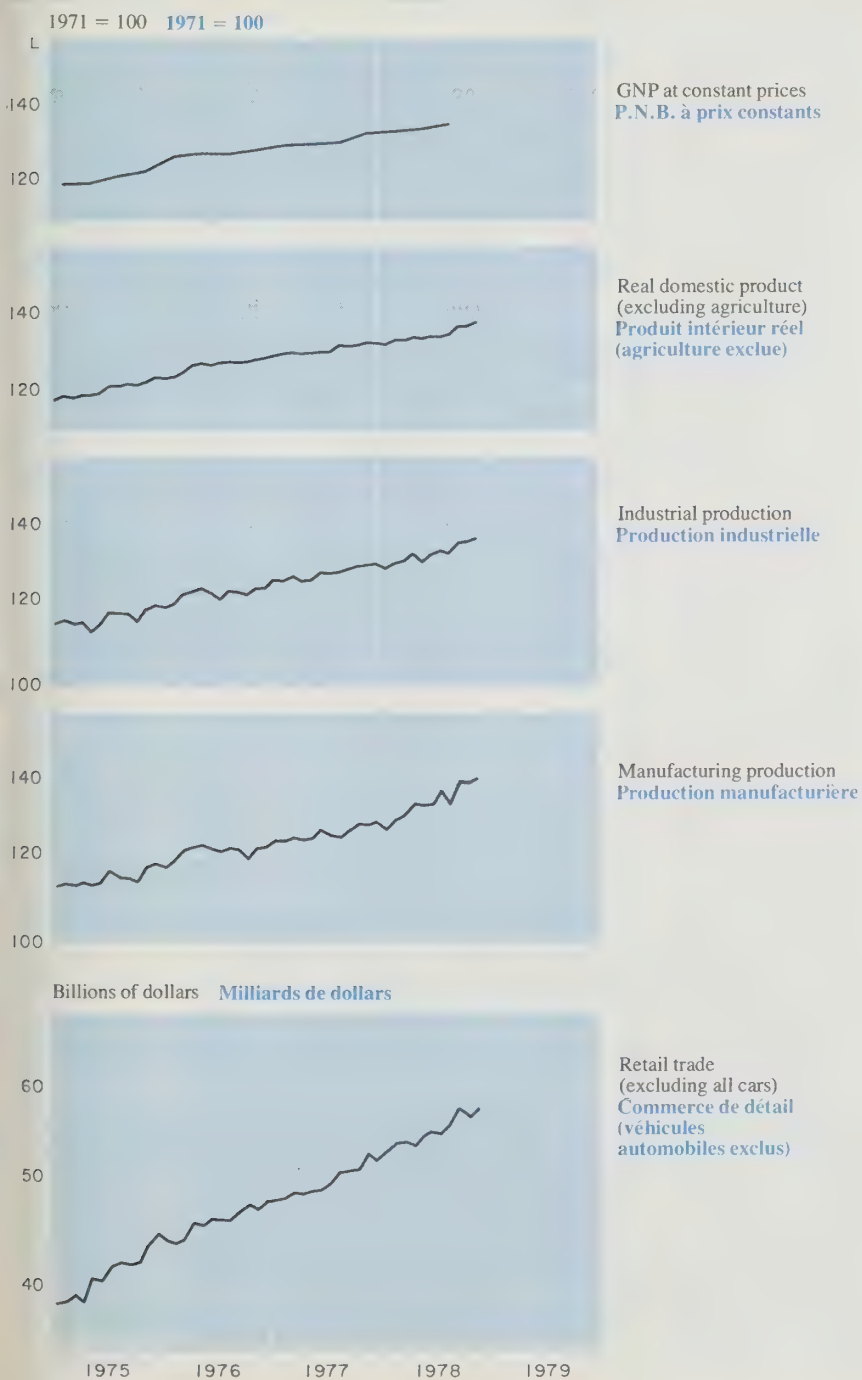 1971 = 100 1971 = 100
L
140
120
GNP at constant prices
P.N.B. à prix constants
140
120
Real domestic product
(excluding agriculture)
Produit intérieur réel
(agriculture exclue)
140
120
100
Industrial production
Production industrielle
140
120
100
Manufacturing production
Production manufacturière
Billions of dollars Milliards de dollars
60
50
40
Retail trade
(excluding all cars)
Commerce de détail
(véhicules
automobiles exclus)
1975 1976 1977 1978 1979